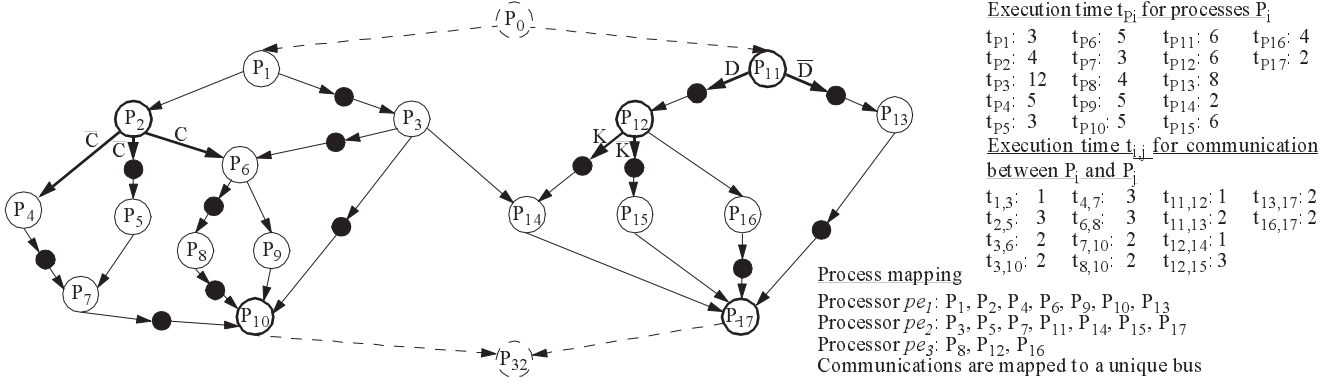 P0
P1
P11
D
D̅
P2
P3
P12
P13
C̅
C
C̅
K
K
P6
P4
P5
P14
P15
P16
P8
P9
P7
P10
P17
P32
Execution time tPi for processes Pi
tP1: 3 tP6: 5 tP11: 6 tP16: 4
tP2: 4 tP7: 3 tP12: 6 tP17: 2
tP3: 12 tP8: 4 tP13: 8
tP4: 5 tP9: 5 tP14: 2
tP5: 3 tP10: 5 tP15: 6
Execution time ti,j for communication
between Pi and Pj
t1,3: 1 t4,7: 3 t11,12: 1 t13,17: 2
t2,5: 3 t6,8: 3 t11,13: 2 t16,17: 2
t3,6: 2 t7,10: 2 t12,14: 1
t3,10: 2 t8,10: 2 t12,15: 3
Process mapping
Processor pe1: P1, P2, P4, P6, P9, P10, P13
Processor pe2: P3, P5, P7, P11, P14, P15, P17
Processor pe3: P8, P12, P16
Communications are mapped to a unique bus